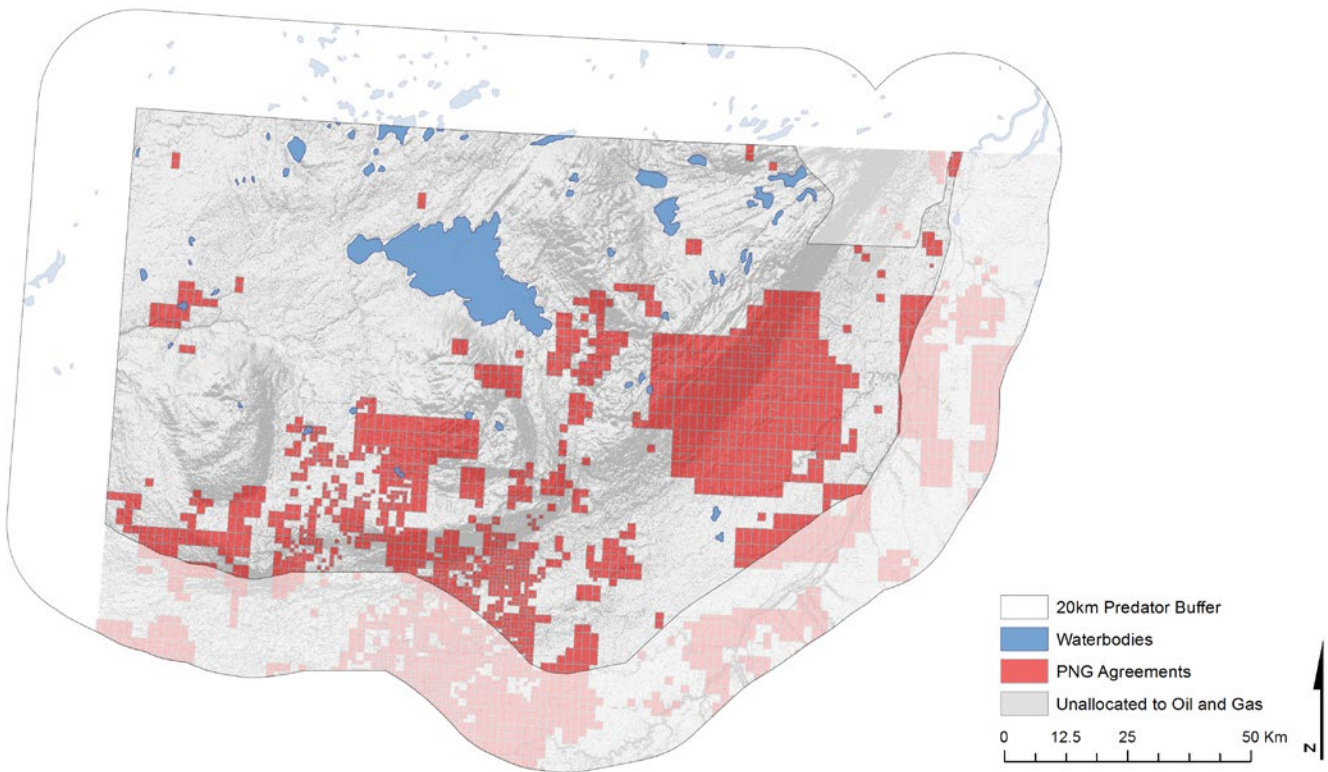 20km Predator Buffer
Waterbodies
PNG Agreements
Unallocated to Oil and Gas
0 12.5 25 50 Km
N